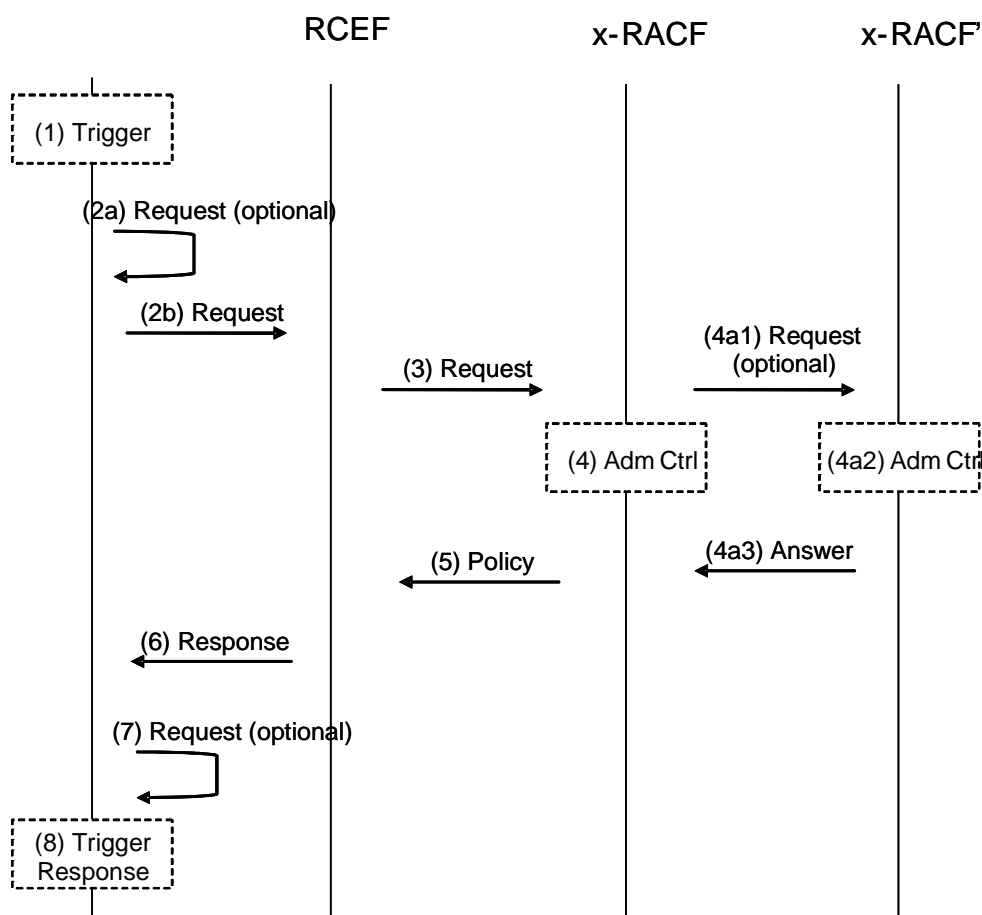 RCEF
x-RACF
x-RACF'
(1) Trigger
(2a) Request (optional)
(2b) Request
(4a1) Request
(optional)
(3) Request
(4) Adm Ctrl
(4a2) Adm Ctrl
(4a3) Answer
(5) Policy
(6) Response
(7) Request (optional)
(8) Trigger
Response